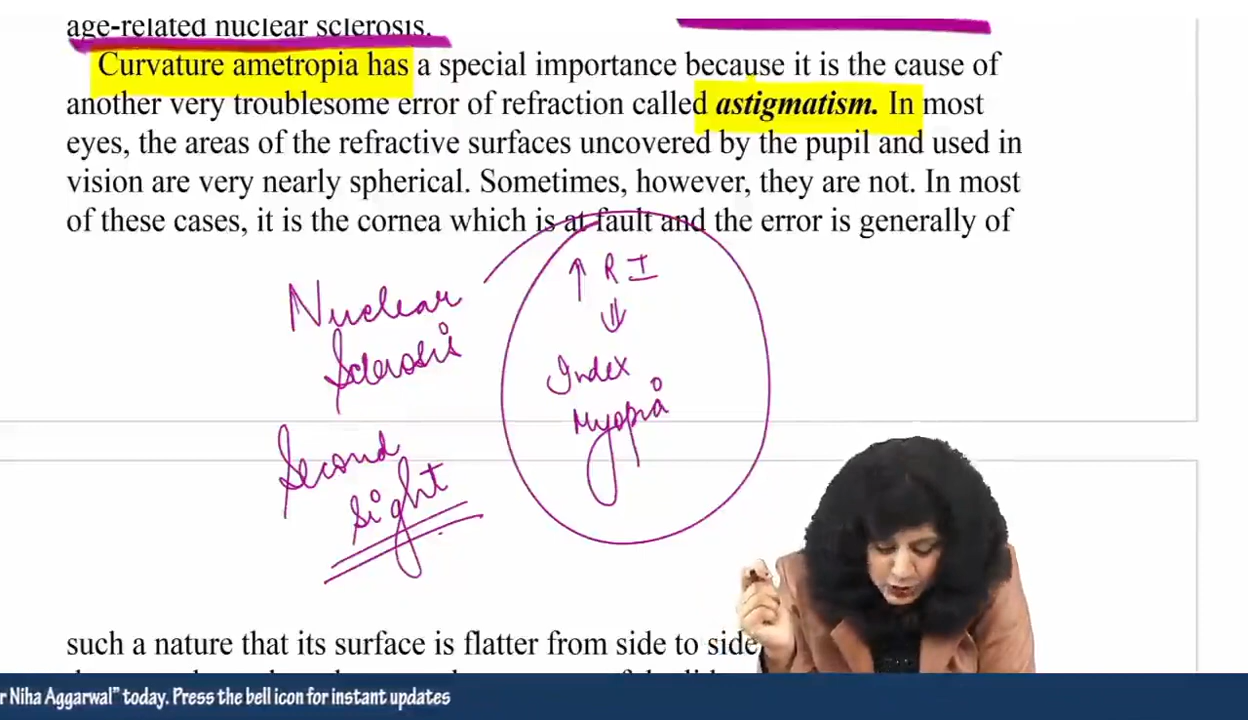 age-related nuclear sclerosis.
Curvature ametropia has a special importance because it is the cause of
another very troublesome error of refraction called astigmatism. In most
eyes, the areas of the refractive surfaces uncovered by the pupil and used in
vision are very nearly spherical. Sometimes, however, they are not. In most
of these cases, it is the cornea which is at fault and the error is generally of
Nuclear
Sclerosis
↑ RI
⇓
Index
Myopia
Second
Sight
such a nature that its surface is flatter from side to side
r Niha Aggarwal" today. Press the bell icon for instant updates